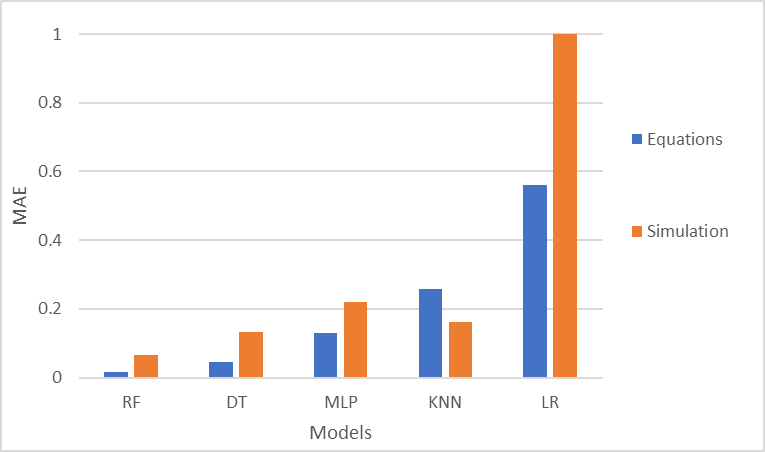 1
0.8
0.6
0.4
0.2
0
MAE
RF DT MLP KNN LR
Models
Equations
Simulation